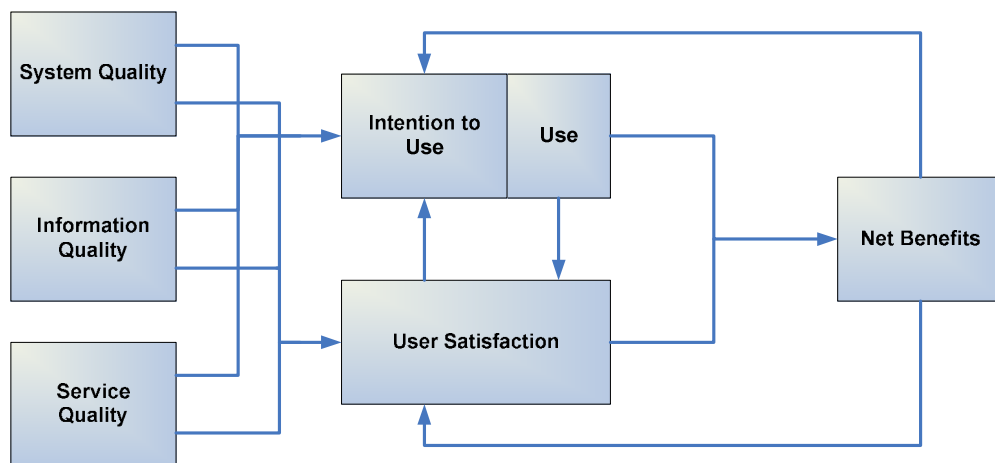 System Quality
Information
Quality
Service
Quality
Intention to
Use
Use
User Satisfaction
Net Benefits